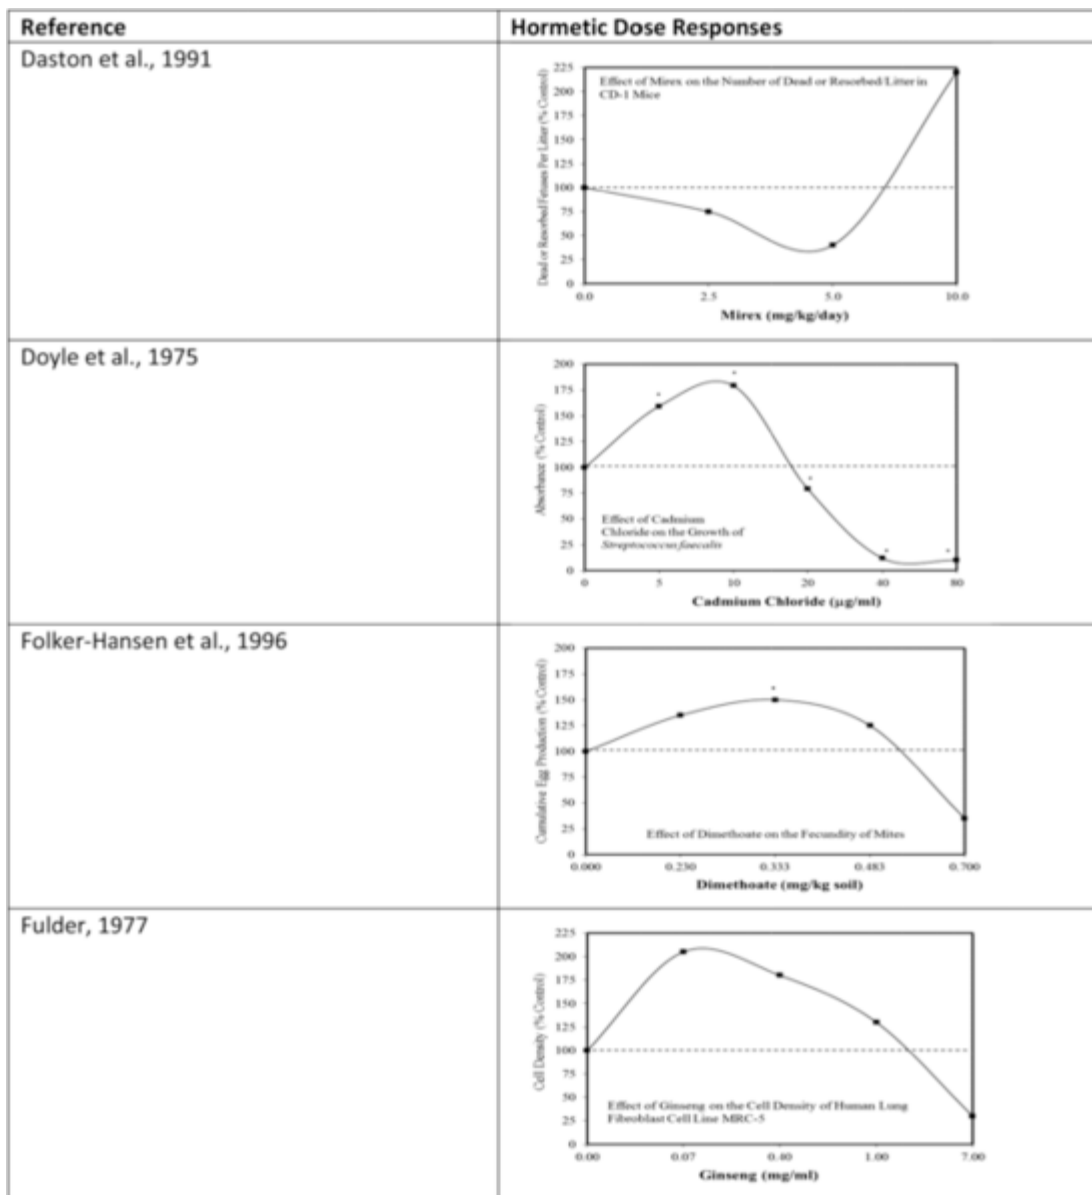 Reference
Hormetic Dose Responses
Daston et al., 1991
Effect of Mirex on the Number of Dead or Resorbed/Litter in
CD-1 Mice
Dead or Resorbed Fetuses Per Litter (% Control)
225
200
175
150
125
100
75
50
25
0
0.0
2.5
5.0
10.0
Mirex (mg/kg/day)
Doyle et al., 1975
Absorbance (% Control)
200
175
150
125
100
75
50
25
0
*
*
*
*
*
Effect of Cadmium
Chloride on the Growth of
Streptococcus faecalis
0
5
10
20
40
80
Cadmium Chloride (µg/ml)
Folker-Hansen et al., 1996
Cumulative Egg Production (% Control)
200
175
150
125
100
75
50
25
0
*
Effect of Dimethoate on the Fecundity of Mites
0.000
0.230
0.333
0.483
0.700
Dimethoate (mg/kg soil)
Fulder, 1977
Cell Density (% Control)
225
200
175
150
125
100
75
50
25
0
Effect of Ginseng on the Cell Density of Human Lung
Fibroblast Cell Line MRC-5
0.00
0.07
0.40
1.00
7.00
Ginseng (mg/ml)